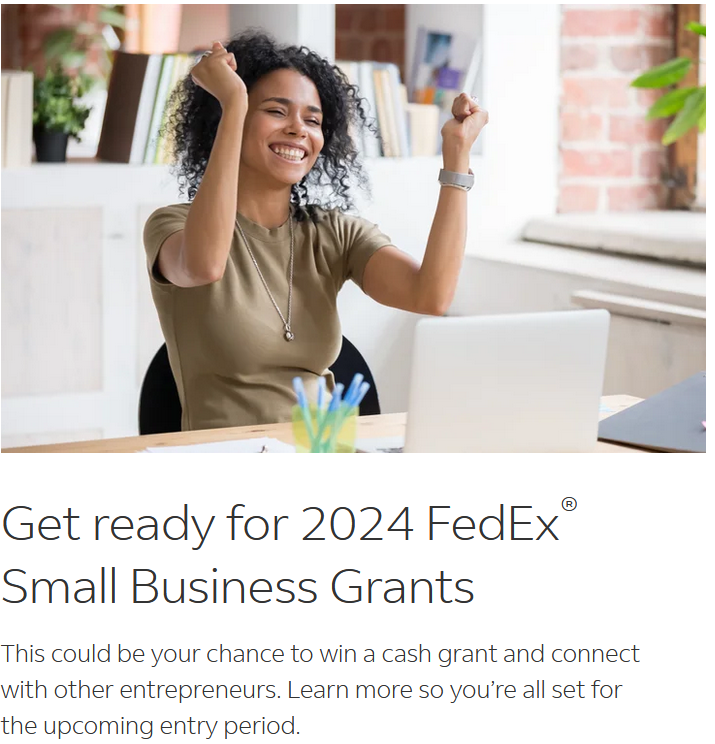 Get ready for 2024 FedEx®
Small Business Grants
This could be your chance to win a cash grant and connect
with other entrepreneurs. Learn more so you’re all set for
the upcoming entry period.